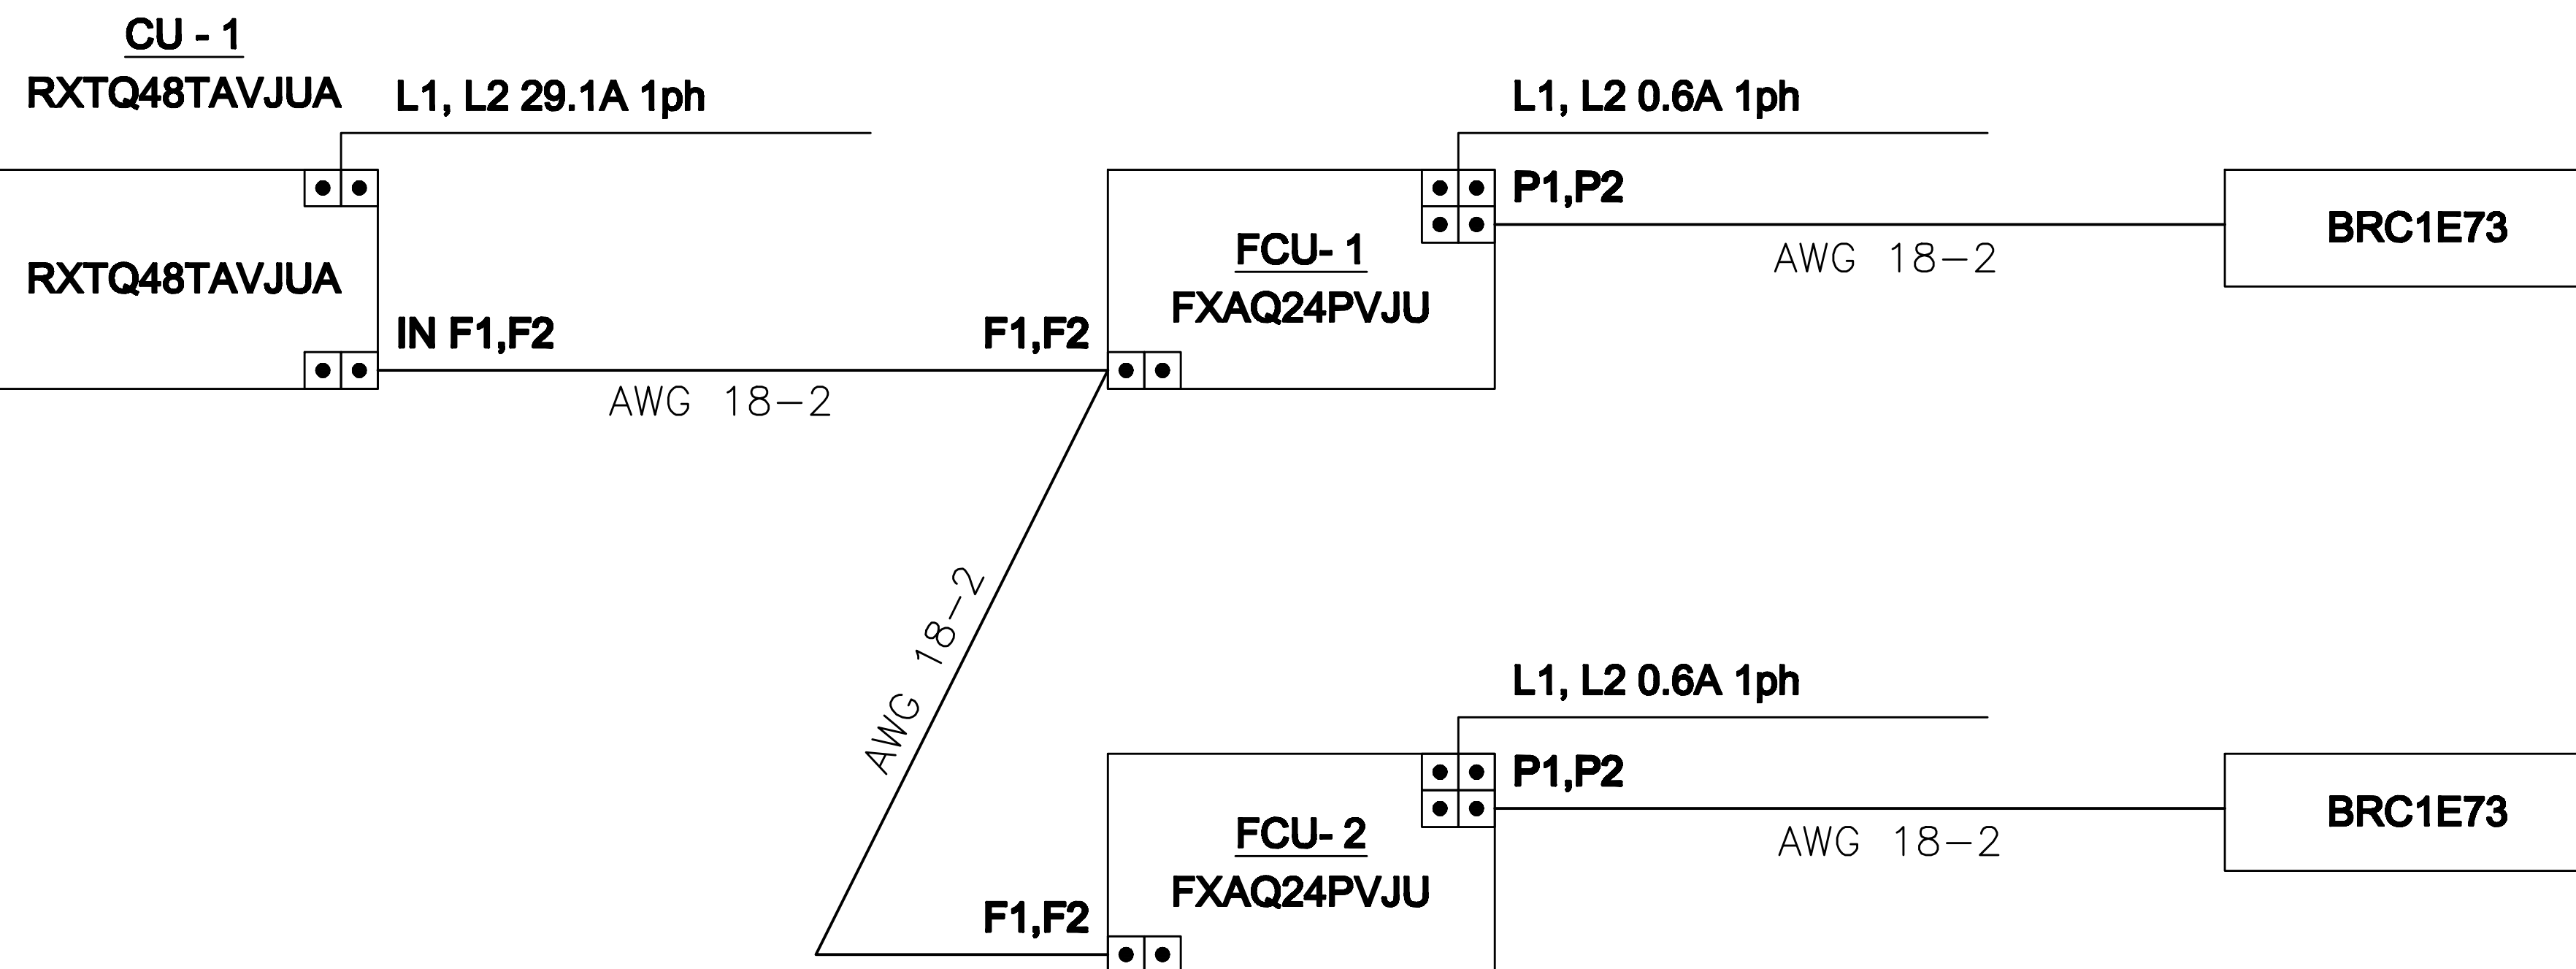 CU - 1
RXTQ48TAVJUA
L1, L2 29.1A 1ph
L1, L2 0.6A 1ph
P1,P2
BRC1E73
AWG 18-2
FCU- 1
FXAQ24PVJU
RXTQ48TAVJUA
IN F1,F2
F1,F2
AWG 18-2
AWG 18-2
L1, L2 0.6A 1ph
P1,P2
BRC1E73
AWG 18-2
FCU- 2
FXAQ24PVJU
F1,F2